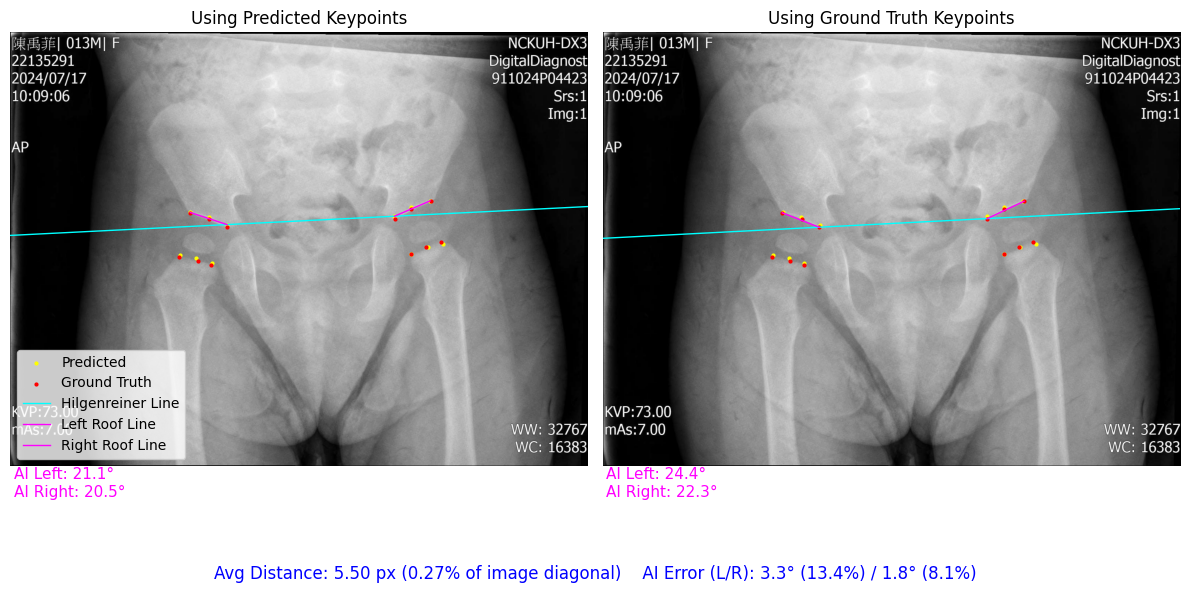 Using Predicted Keypoints
陳禹菲| 013M| F
22135291
2024/07/17
10:09:06
AP
NCKUH-DX3
DigitalDiagnost
911024P04423
Srs:1
Img:1
Predicted
Ground Truth
Hilgenreiner Line
Left Roof Line
Right Roof Line
KVP:73.00
mAs:7.00
WW: 32767
WC: 16383
AI Left: 21.1°
AI Right: 20.5°
Using Ground Truth Keypoints
陳禹菲| 013M| F
22135291
2024/07/17
10:09:06
AP
NCKUH-DX3
DigitalDiagnost
911024P04423
Srs:1
Img:1
KVP:73.00
mAs:7.00
WW: 32767
WC: 16383
AI Left: 24.4°
AI Right: 22.3°
Avg Distance: 5.50 px (0.27% of image diagonal)    AI Error (L/R): 3.3° (13.4%) / 1.8° (8.1%)